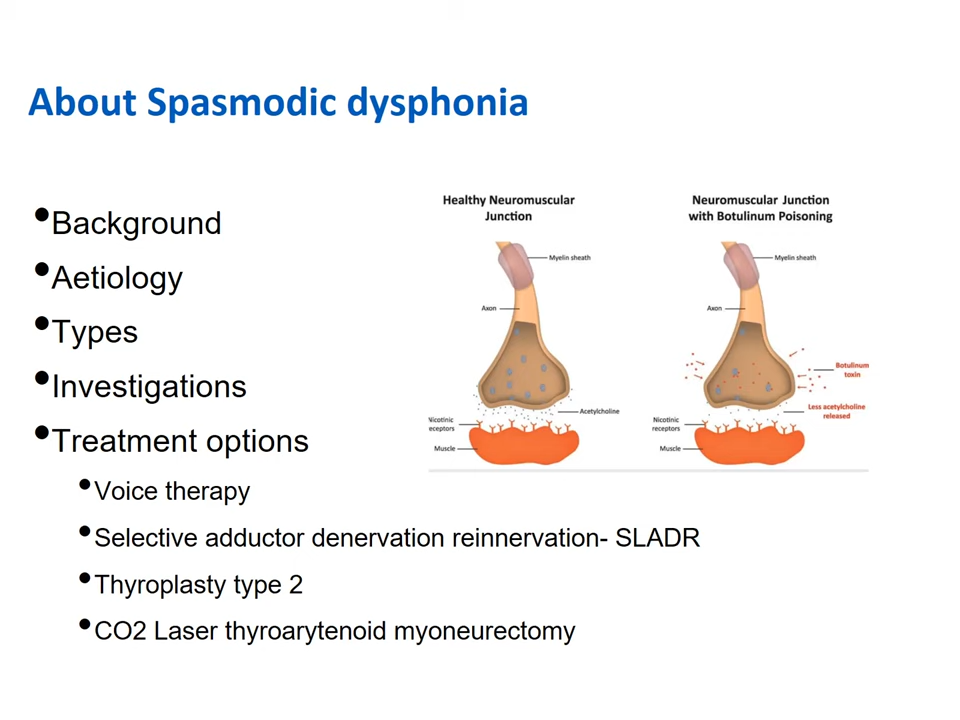 About Spasmodic dysphonia
•Background
•Aetiology
•Types
•Investigations
•Treatment options
•Voice therapy
•Selective adductor denervation reinnervation- SLADR
•Thyroplasty type 2
•CO2 Laser thyroarytenoid myoneurectomy
Healthy Neuromuscular
Junction
Myelin sheath
Axon
Acetylcholine
Nicotinic
eceptors
Muscle
Neuromuscular Junction
with Botulinum Poisoning
Myelin sheath
Axon
Botulinum
toxin
Less acetylcholine
released
Nicotinic
receptors
Muscle